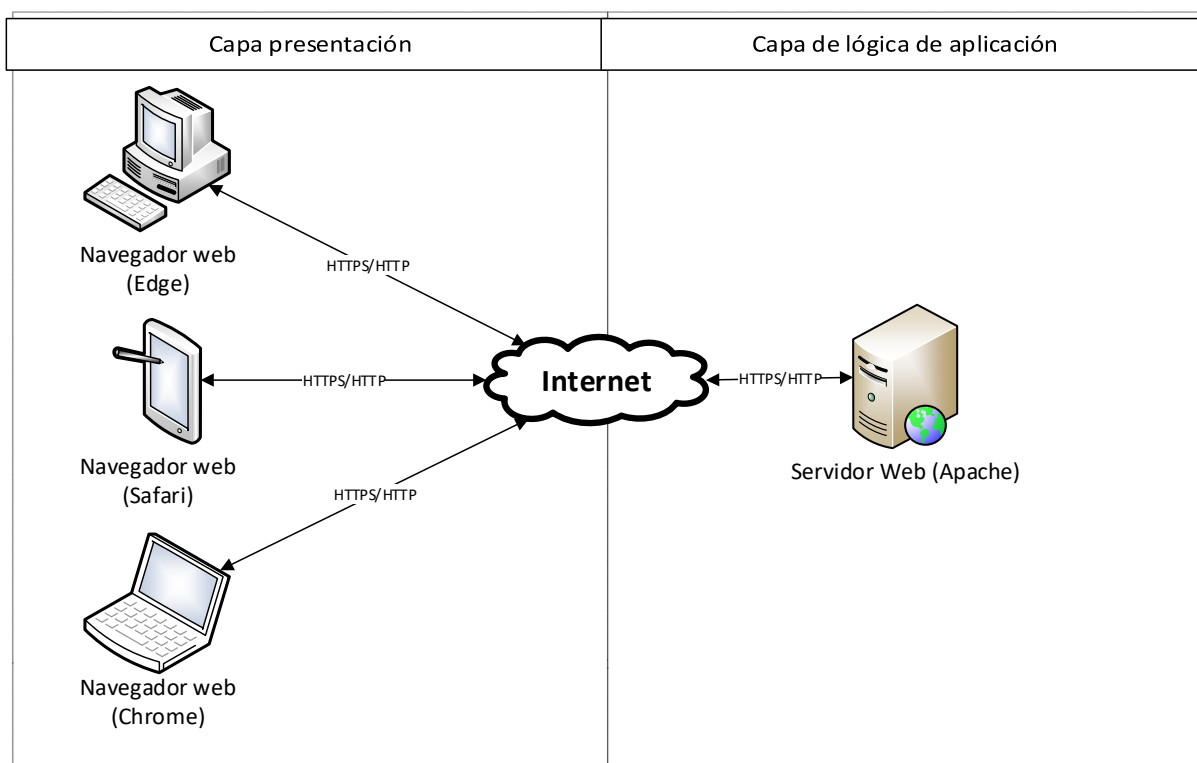 Capa presentación
Capa de lógica de aplicación
Navegador web
(Edge)
HTTPS/HTTP
Navegador web
(Safari)
HTTPS/HTTP
Internet
HTTPS/HTTP
Servidor Web (Apache)
HTTPS/HTTP
Navegador web
(Chrome)